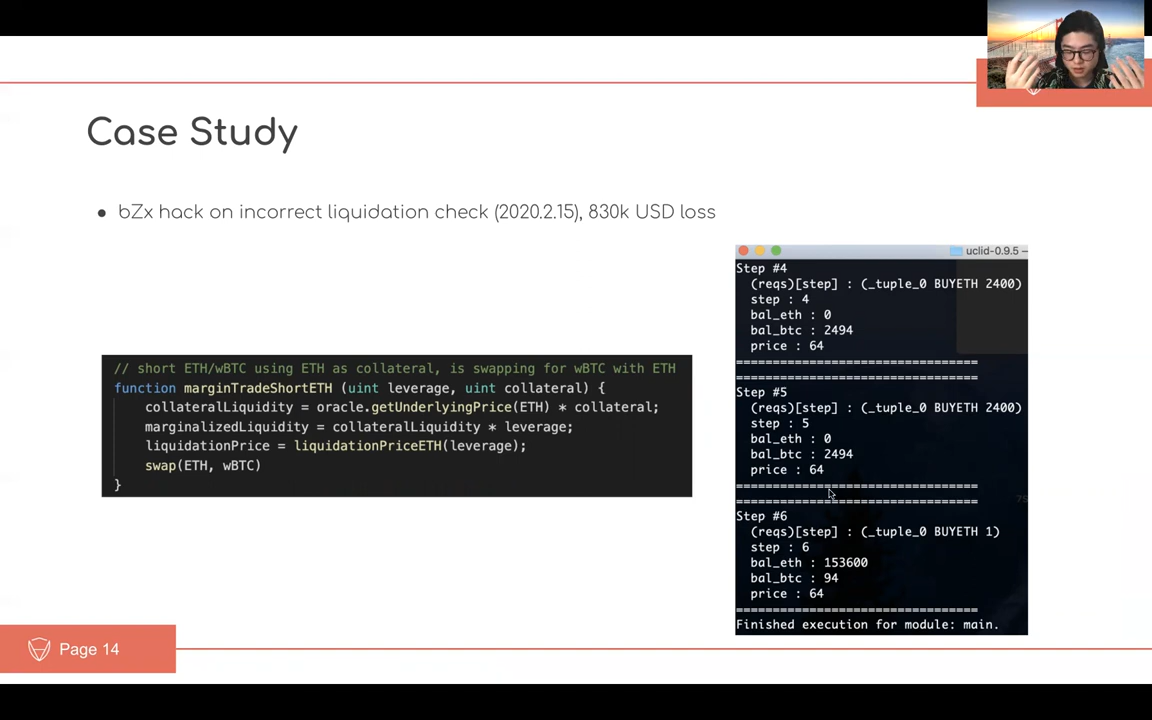 Case Study
● bZx hack on incorrect liquidation check (2020.2.15), 830k USD loss
// short ETH/wBTC using ETH as collateral, is swapping for wBTC with ETH
function marginTradeShortETH (uint leverage, uint collateral) {
collateralLiquidity = oracle.getUnderlyingPrice(ETH) * collateral;
marginalizedLiquidity = collateralLiquidity * leverage;
liquidationPrice = liquidationPriceETH(leverage);
swap(ETH, wBTC)
}
uclid-0.9.5 —
Step #4
(reqs)[step] : (_tuple_0 BUYETH 2400)
step : 4
bal_eth : 0
bal_btc : 2494
price : 64
=================================
=================================
Step #5
(reqs)[step] : (_tuple_0 BUYETH 2400)
step : 5
bal_eth : 0
bal_btc : 2494
price : 64
=================================
=================================
Step #6
(reqs)[step] : (_tuple_0 BUYETH 1)
step : 6
bal_eth : 153600
bal_btc : 94
price : 64
=================================
Finished execution for module: main.
Page 14